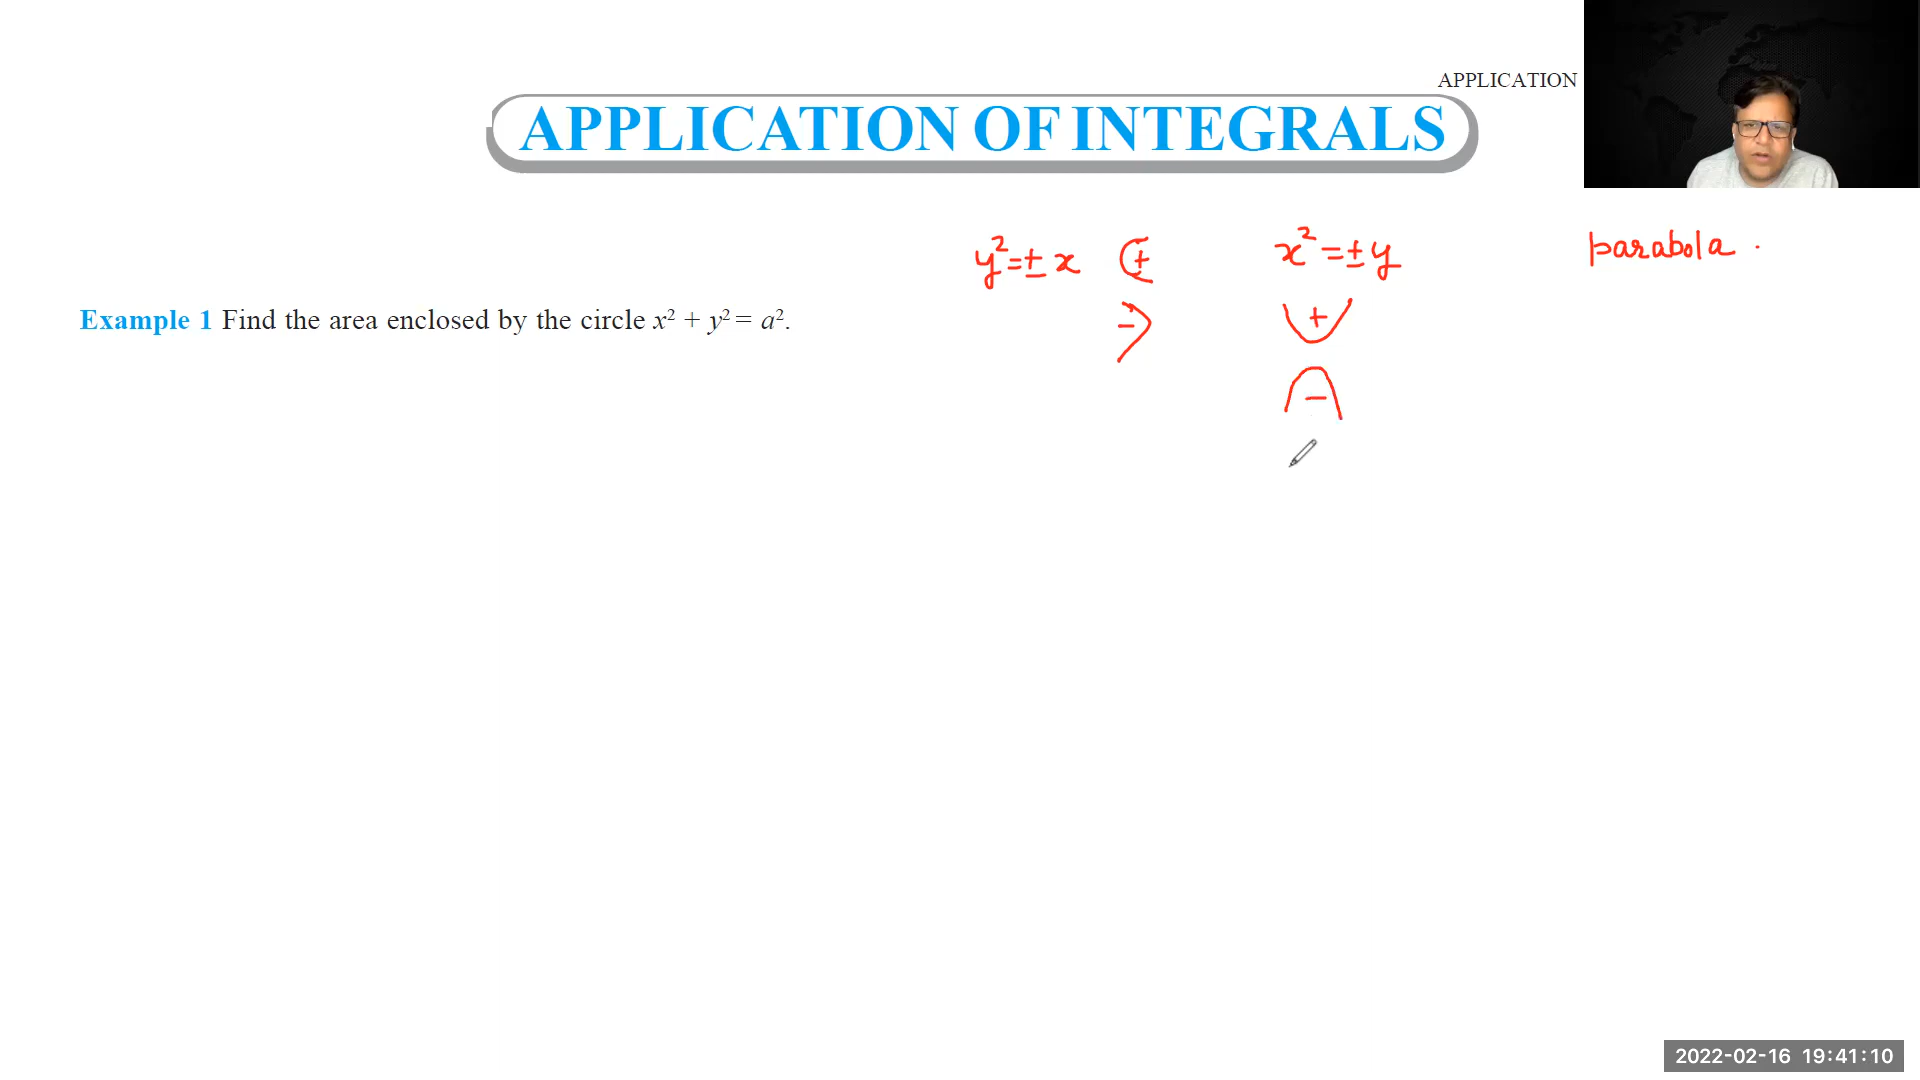 APPLICATION
APPLICATION OF INTEGRALS
y² = ± x (+ x² = ± y parabola .
- +
Example 1 Find the area enclosed by the circle x² + y² = a².
-
2022-02-16 19:41:10